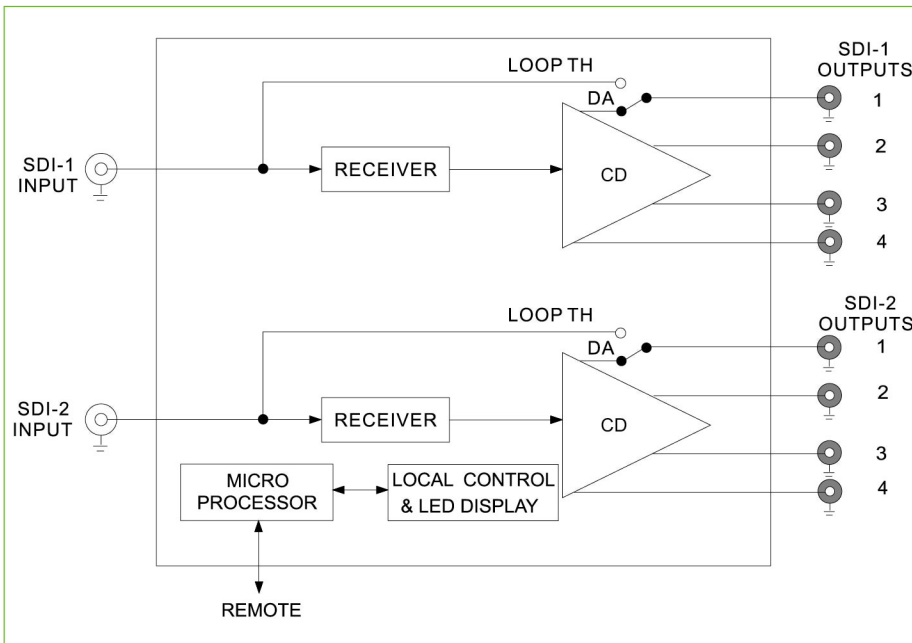 SDI-1
OUTPUTS
LOOP TH
DA
1
2
SDI-1
INPUT
RECEIVER
CD
3
4
SDI-2
OUTPUTS
LOOP TH
DA
1
2
SDI-2
INPUT
RECEIVER
CD
3
MICRO
PROCESSOR
LOCAL CONTROL
& LED DISPLAY
4
REMOTE